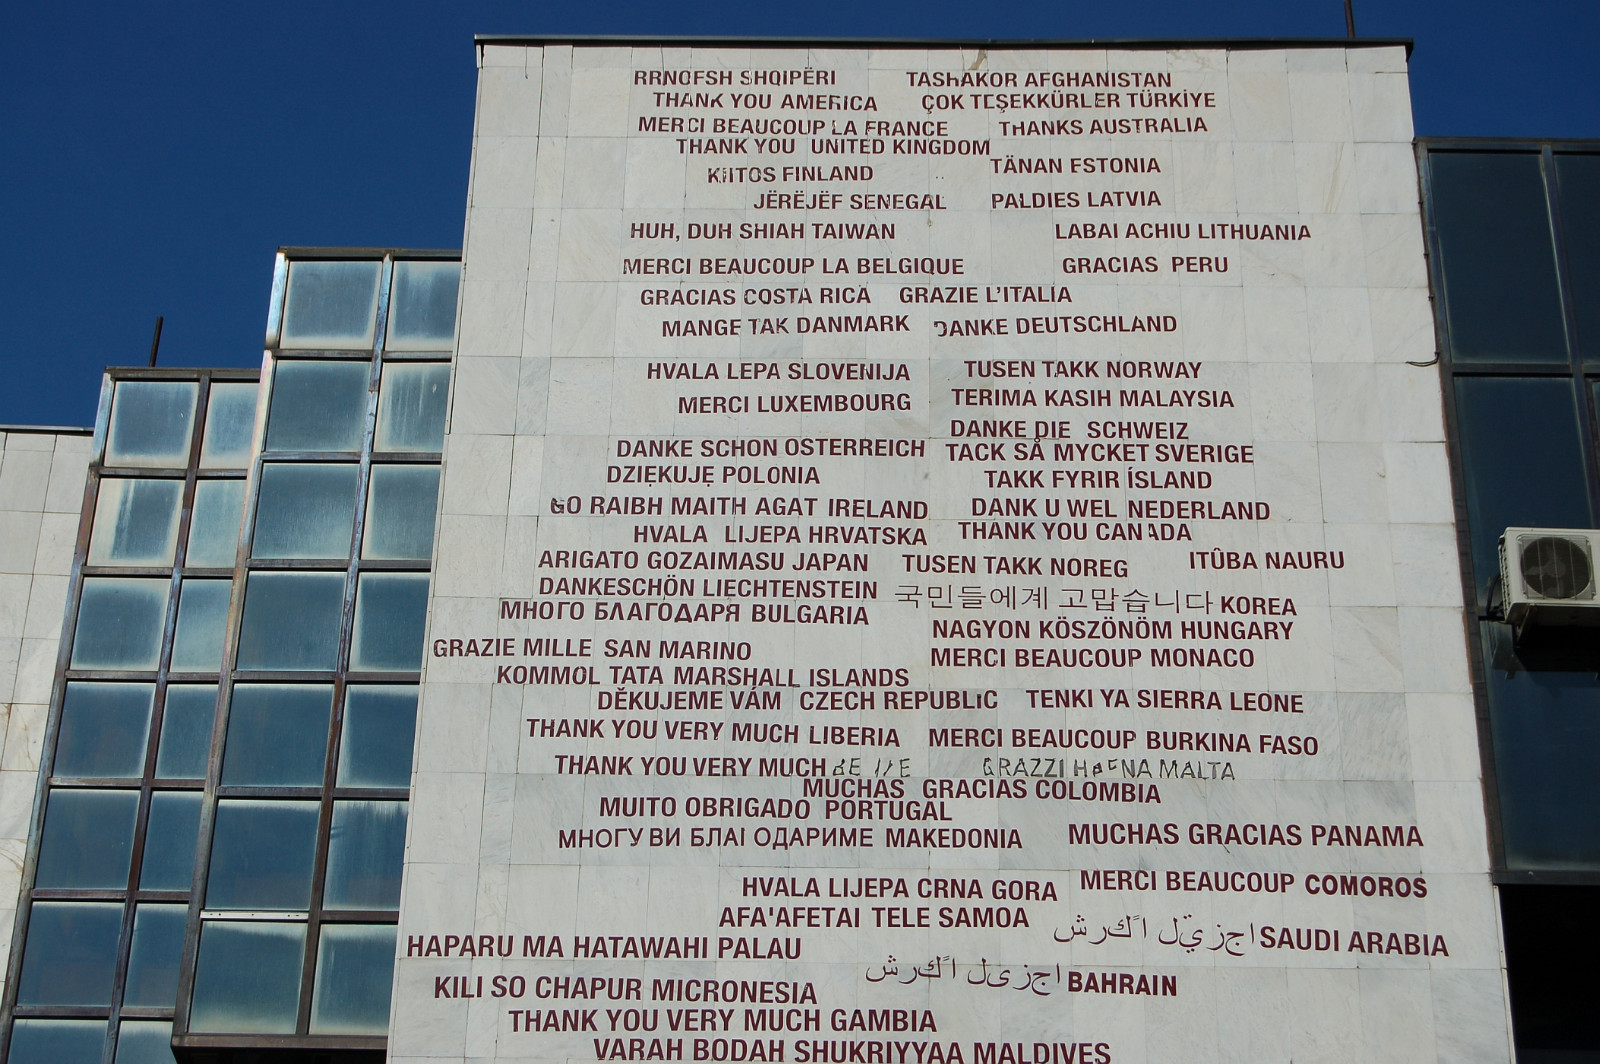 RRNOFSH SHQIPËRI TASHAKOR AFGHANISTAN
THANK YOU AMERICA ÇOK TEŞEKKÜRLER TÜRKİYE
MERCI BEAUCOUP LA FRANCE THANKS AUSTRALIA
THANK YOU UNITED KINGDOM
KIITOS FINLAND TÄNAN ESTONIA
JËRËJËF SENEGAL PALDIES LATVIA
HUH, DUH SHIAH TAIWAN LABAI ACHIU LITHUANIA
MERCI BEAUCOUP LA BELGIQUE GRACIAS PERU
GRACIAS COSTA RICA GRAZIE L'ITALIA
MANGE TAK DANMARK DANKE DEUTSCHLAND
HVALA LEPA SLOVENIJA TUSEN TAKK NORWAY
MERCI LUXEMBOURG TERIMA KASIH MALAYSIA
DANKE DIE SCHWEIZ
DANKE SCHON OSTERREICH TACK SÅ MYCKET SVERIGE
DZIĘKUJĘ POLONIA TAKK FYRIR ÍSLAND
GO RAIBH MAITH AGAT IRELAND DANK U WEL NEDERLAND
HVALA LIJEPA HRVATSKA THANK YOU CANADA
ARIGATO GOZAIMASU JAPAN TUSEN TAKK NOREG ITÛBA NAURU
DANKESCHÖN LIECHTENSTEIN 국민들에게 고맙습니다 KOREA
МНОГО БЛАГОДАРЯ BULGARIA
NAGYON KÖSZÖNÖM HUNGARY
GRAZIE MILLE SAN MARINO MERCI BEAUCOUP MONACO
KOMMOL TATA MARSHALL ISLANDS
DĚKUJEME VÁM CZECH REPUBLIC TENKI YA SIERRA LEONE
THANK YOU VERY MUCH LIBERIA MERCI BEAUCOUP BURKINA FASO
THANK YOU VERY MUCH GRAZZI MALTA
MUCHAS GRACIAS COLOMBIA
MUITO OBRIGADO PORTUGAL
МНОГУ ВИ БЛАГОДАРИМЕ MAKEDONIA MUCHAS GRACIAS PANAMA
HVALA LIJEPA CRNA GORA MERCI BEAUCOUP COMOROS
AFA'AFETAI TELE SAMOA
HAPARU MA HATAWAHI PALAU ش ر ك ًا ل ي ز ج ا SAUDI ARABIA
ش ر ك ًا ل ى ز ج ا BAHRAIN
KILI SO CHAPUR MICRONESIA
THANK YOU VERY MUCH GAMBIA
VARAH BODAH SHUKRIYYAA MALDIVES